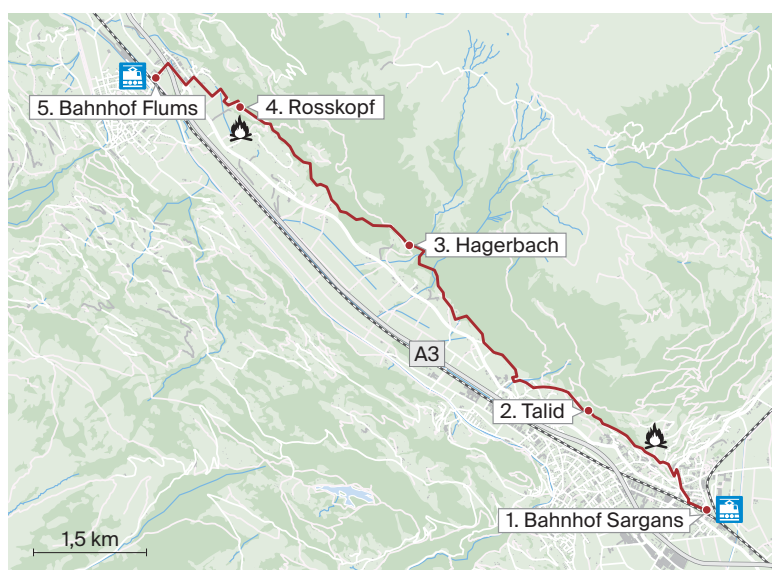 5. Bahnhof Flums
4. Rosskopf
3. Hagerbach
A3
2. Talid
1. Bahnhof Sargans
1,5 km